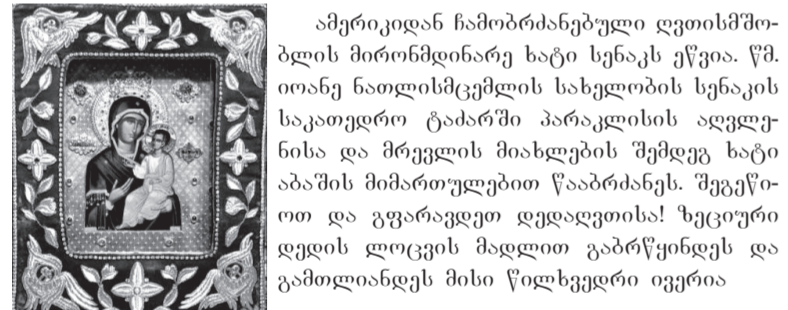 ამერიკიდან ჩამობრძანებული ღვთისმშო-
ბლის მირონმდინარე ხატი სენაკს ეწვია. წმ.
იოანე ნათლისმცემლის სახელობის სენაკის
საკათედრო ტაძარში პარაკლისის აღვლე-
ნისა და მრევლის მიახლების შემდეგ ხატი
აბაშის მიმართულებით წააბრძანეს. შეგეწი-
ოთ და გფარავდეთ დედაღვთისა! ზეციური
დედის ლოცვის მადლით გაბრწყინდეს და
გამთლიანდეს მისი წილხვედრი ივერია